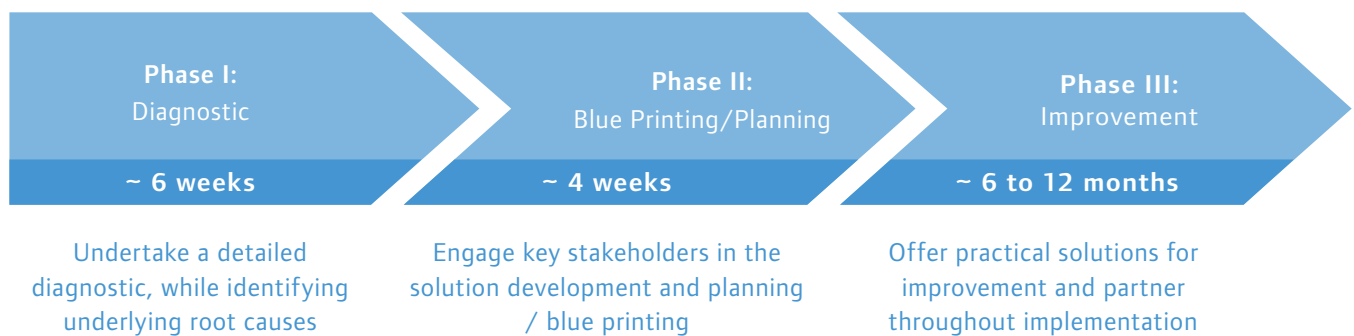 Phase I:
Diagnostic
~ 6 weeks
Undertake a detailed
diagnostic, while identifying
underlying root causes
Phase II:
Blue Printing/Planning
~ 4 weeks
Engage key stakeholders in the
solution development and planning
/ blue printing
Phase III:
Improvement
~ 6 to 12 months
Offer practical solutions for
improvement and partner
throughout implementation